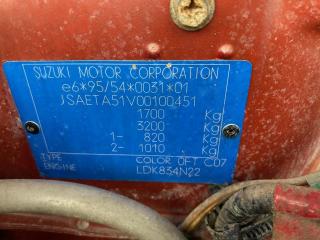 SUZUKI MOTOR CORPORATION
e6*95/54*0031*01
JSAETA51V00100451
1700 Kg
3200 Kg
1- 820 Kg
2- 1010 Kg
TYPE COLOR 0FT C07
ENGINE LDK834N22